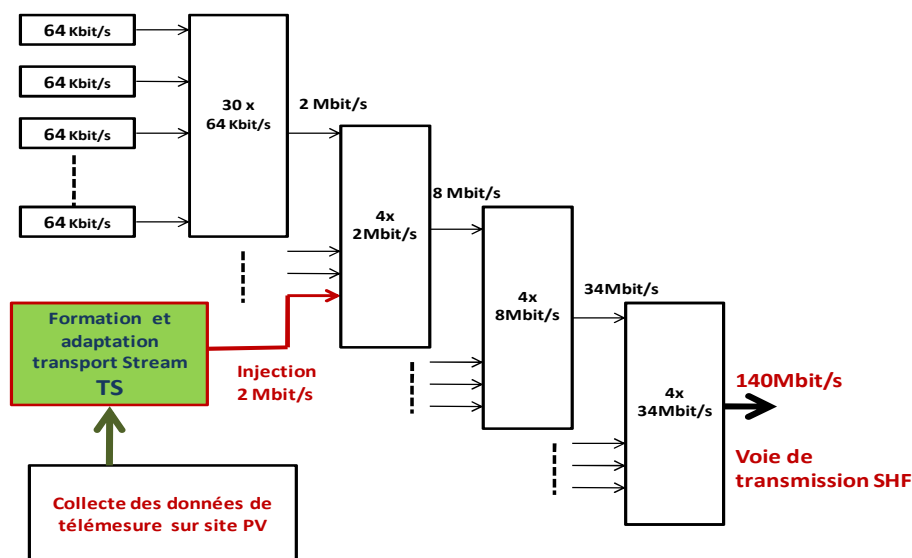 64 Kbit/s
64 Kbit/s
64 Kbit/s
64 Kbit/s
30 x
64 Kbit/s
2 Mbit/s
4x
2Mbit/s
8 Mbit/s
4x
8Mbit/s
34Mbit/s
4x
34Mbit/s
140Mbit/s
Voie de
transmission SHF
Formation et
adaptation
transport Stream
TS
Injection
2 Mbit/s
Collecte des données de
télémesure sur site PV